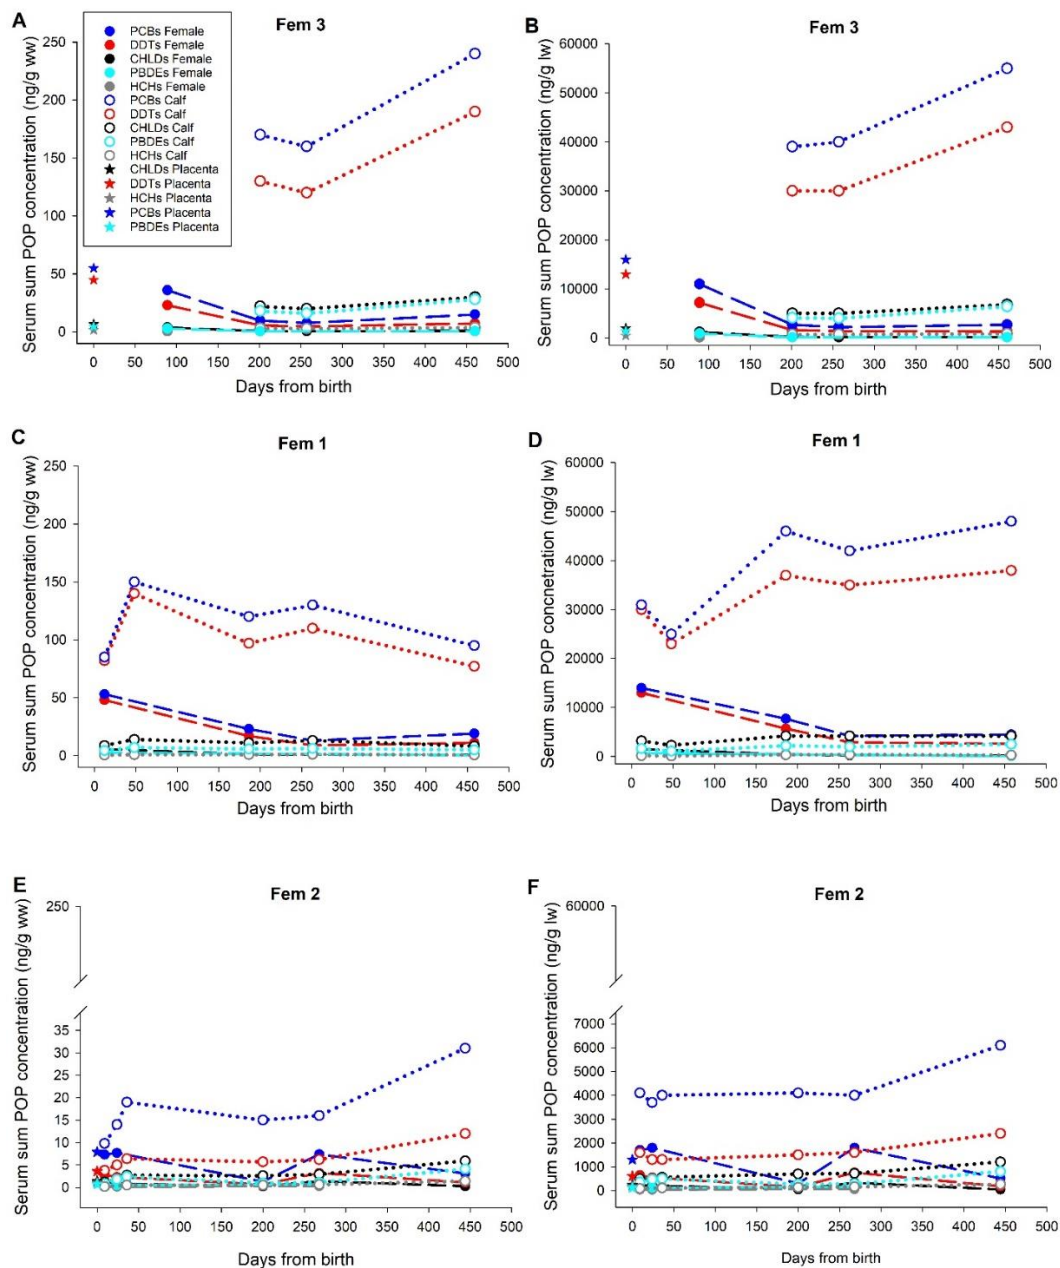 A
Fem 3
PCBs Female
DDTs Female
CHLDs Female
PBDEs Female
HCHs Female
PCBs Calf
DDTs Calf
CHLDs Calf
PBDEs Calf
HCHs Calf
CHLDs Placenta
DDTs Placenta
HCHs Placenta
PCBs Placenta
PBDEs Placenta
Serum sum POP concentration (ng/g ww)
250
200
150
100
50
0
0 50 100 150 200 250 300 350 400 450 500
Days from birth
B
Fem 3
Serum sum POP concentration (ng/g lw)
60000
50000
40000
30000
20000
10000
0
0 50 100 150 200 250 300 350 400 450 500
Days from birth
C
Fem 1
Serum sum POP concentration (ng/g ww)
250
200
150
100
50
0
0 50 100 150 200 250 300 350 400 450 500
Days from birth
D
Fem 1
Serum sum POP concnetration (ng/g lw)
60000
50000
40000
30000
20000
10000
0
0 50 100 150 200 250 300 350 400 450 500
Days from birth
E
Fem 2
Serum sum POP concentration (ng/g ww)
250
35
30
25
20
15
10
5
0
0 50 100 150 200 250 300 350 400 450 500
Days from birth
F
Fem 2
Serum sum POP concentration (ng/g lw)
60000
7000
6000
5000
4000
3000
2000
1000
0
0 50 100 150 200 250 300 350 400 450 500
Days from birth